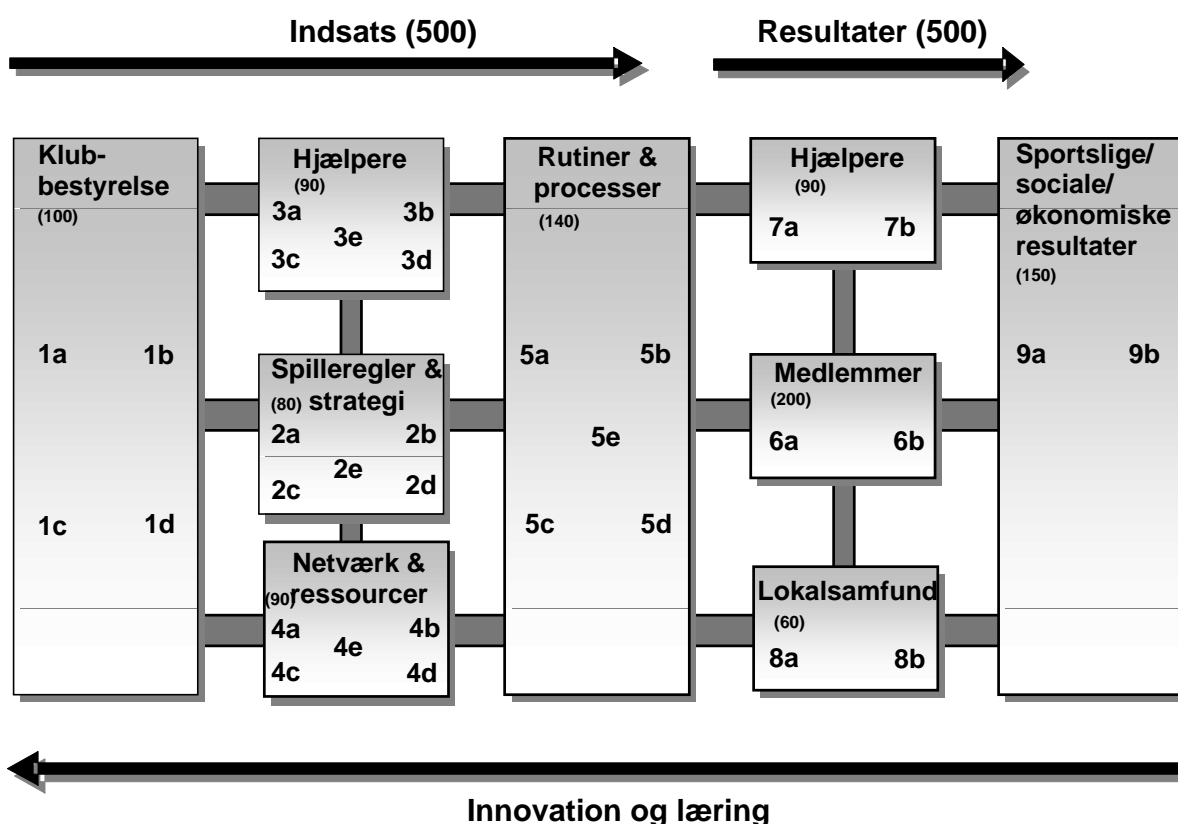 Indsats (500)
Resultater (500)
Klub-
bestyrelse
(100)
1a 1b
1c 1d
Hjælpere
(90)
3a 3b
3e
3c 3d
Spilleregler &
(80) strategi
2a 2b
2e
2c 2d
Netværk &
(90) ressourcer
4a 4b
4e
4c 4d
Rutiner &
processer
(140)
5a 5b
5e
5c 5d
Hjælpere
(90)
7a 7b
Medlemmer
(200)
6a 6b
Lokalsamfund
(60)
8a 8b
Sportslige/
sociale/
økonomiske
resultater
(150)
9a 9b
Innovation og læring